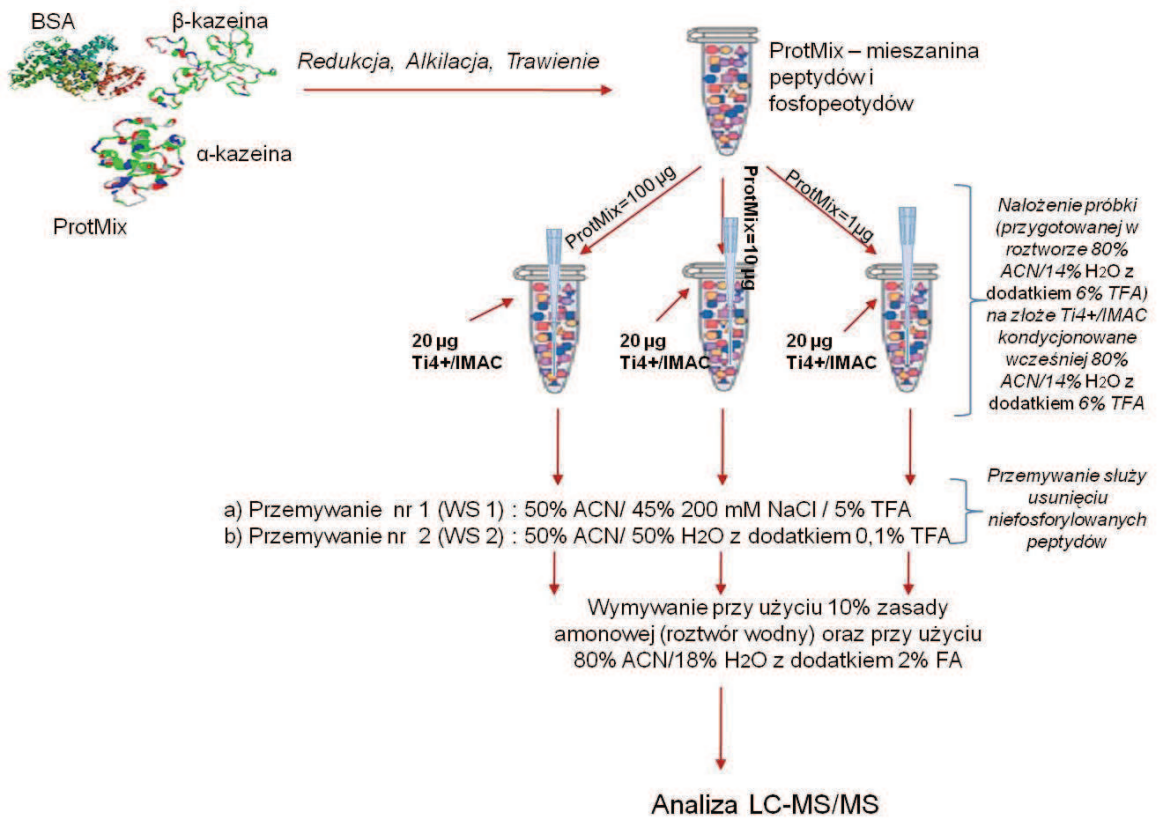 BSA
β-kazeina
α-kazeina
ProtMix
Redukcja, Alkilacja, Trawienie
ProtMix – mieszanina
peptydów i
fosfopeotydów
ProtMix=100 µg
ProtMix=10 µg
ProtMix=1µg
20 µg
Ti4+/IMAC
20 µg
Ti4+/IMAC
20 µg
Ti4+/IMAC
Nałożenie próbki
(przygotowanej w
roztworze 80%
ACN/14% H2O z
dodatkiem 6% TFA)
na złoże Ti4+/IMAC
kondycjonowane
wcześniej 80%
ACN/14% H2O z
dodatkiem 6% TFA
a) Przemywanie nr 1 (WS 1) : 50% ACN/ 45% 200 mM NaCl / 5% TFA
b) Przemywanie nr 2 (WS 2) : 50% ACN/ 50% H2O z dodatkiem 0,1% TFA
Przemywanie służy
usunięciu
niefosforylowanych
peptydów
Wymywanie przy użyciu 10% zasady
amonowej (roztwór wodny) oraz przy użyciu
80% ACN/18% H2O z dodatkiem 2% FA
Analiza LC-MS/MS